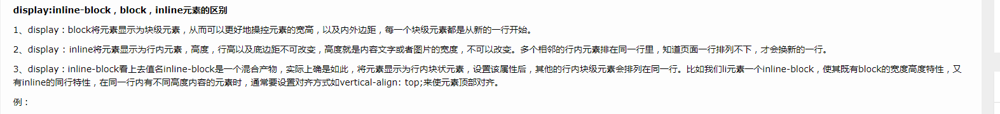 display:inline-block，block，inline元素的区别
1、display：block将元素显示为块级元素，从而可以更好地操控元素的宽高，以及内外边距，每一个块级元素都是从新的一行开始。
2、display：inline将元素显示为行内元素，高度，行高以及底边距不可改变，高度就是内容文字或者图片的宽度，不可以改变。多个相邻的行内元素排在同一行里，知道页面一行排列不下，才会换新的一行。
3、display：inline-block看上去值名inline-block是一个混合产物，实际上确是如此，将元素显示为行内块状元素，设置该属性后，其他的行内块级元素会排列在同一行。比如我们li元素一个inline-block，使其既有block的宽度高度特性，又
有inline的同行特性，在同一行内有不同高度内容的元素时，通常要设置对齐方式如vertical-align: top;来使元素顶部对齐。
例：